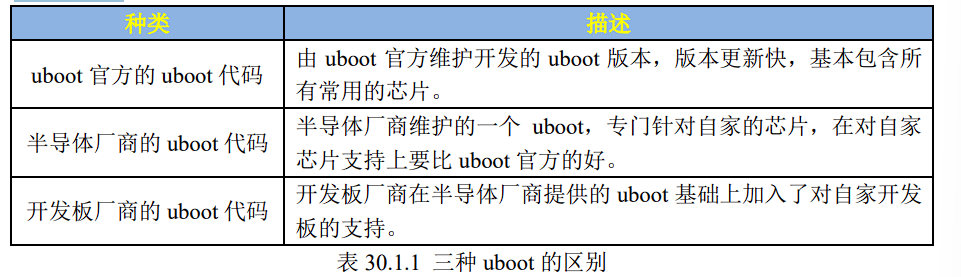 种类 描述
uboot 官方的 uboot 代码
由 uboot 官方维护开发的 uboot 版本，版本更新快，基本包含所
有常用的芯片。
半导体厂商的 uboot 代码
半导体厂商维护的一个 uboot，专门针对自家的芯片，在对自家
芯片支持上要比 uboot 官方的好。
开发板厂商的 uboot 代码
开发板厂商在半导体厂商提供的 uboot 基础上加入了对自家开发
板的支持。
表 30.1.1 三种 uboot 的区别